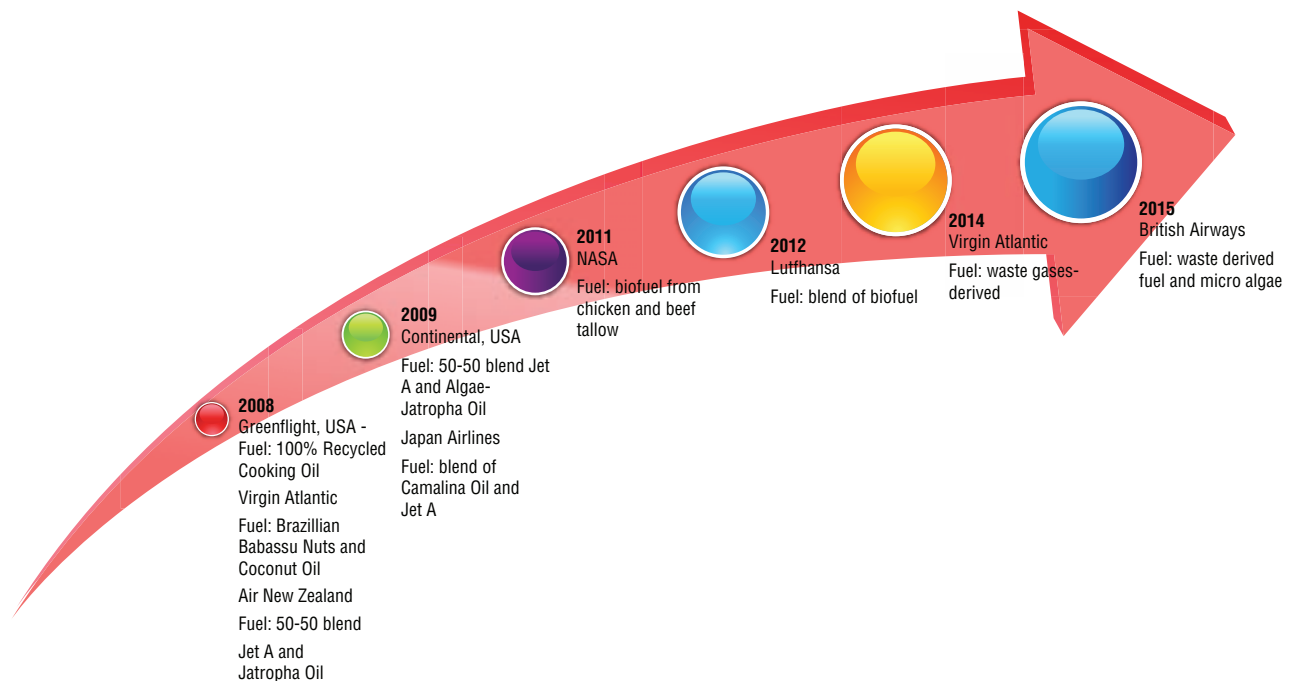 2008
Greenflight, USA -
Fuel: 100% Recycled
Cooking Oil
Virgin Atlantic
Fuel: Brazillian
Babassu Nuts and
Coconut Oil
Air New Zealand
Fuel: 50-50 blend
Jet A and
Jatropha Oil
2009
Continental, USA
Fuel: 50-50 blend Jet
A and Algae-
Jatropha Oil
Japan Airlines
Fuel: blend of
Camalina Oil and
Jet A
2011
NASA
Fuel: biofuel from
chicken and beef
tallow
2012
Lutfhansa
Fuel: blend of biofuel
2014
Virgin Atlantic
Fuel: waste gases-
derived
2015
British Airways
Fuel: waste derived
fuel and micro algae